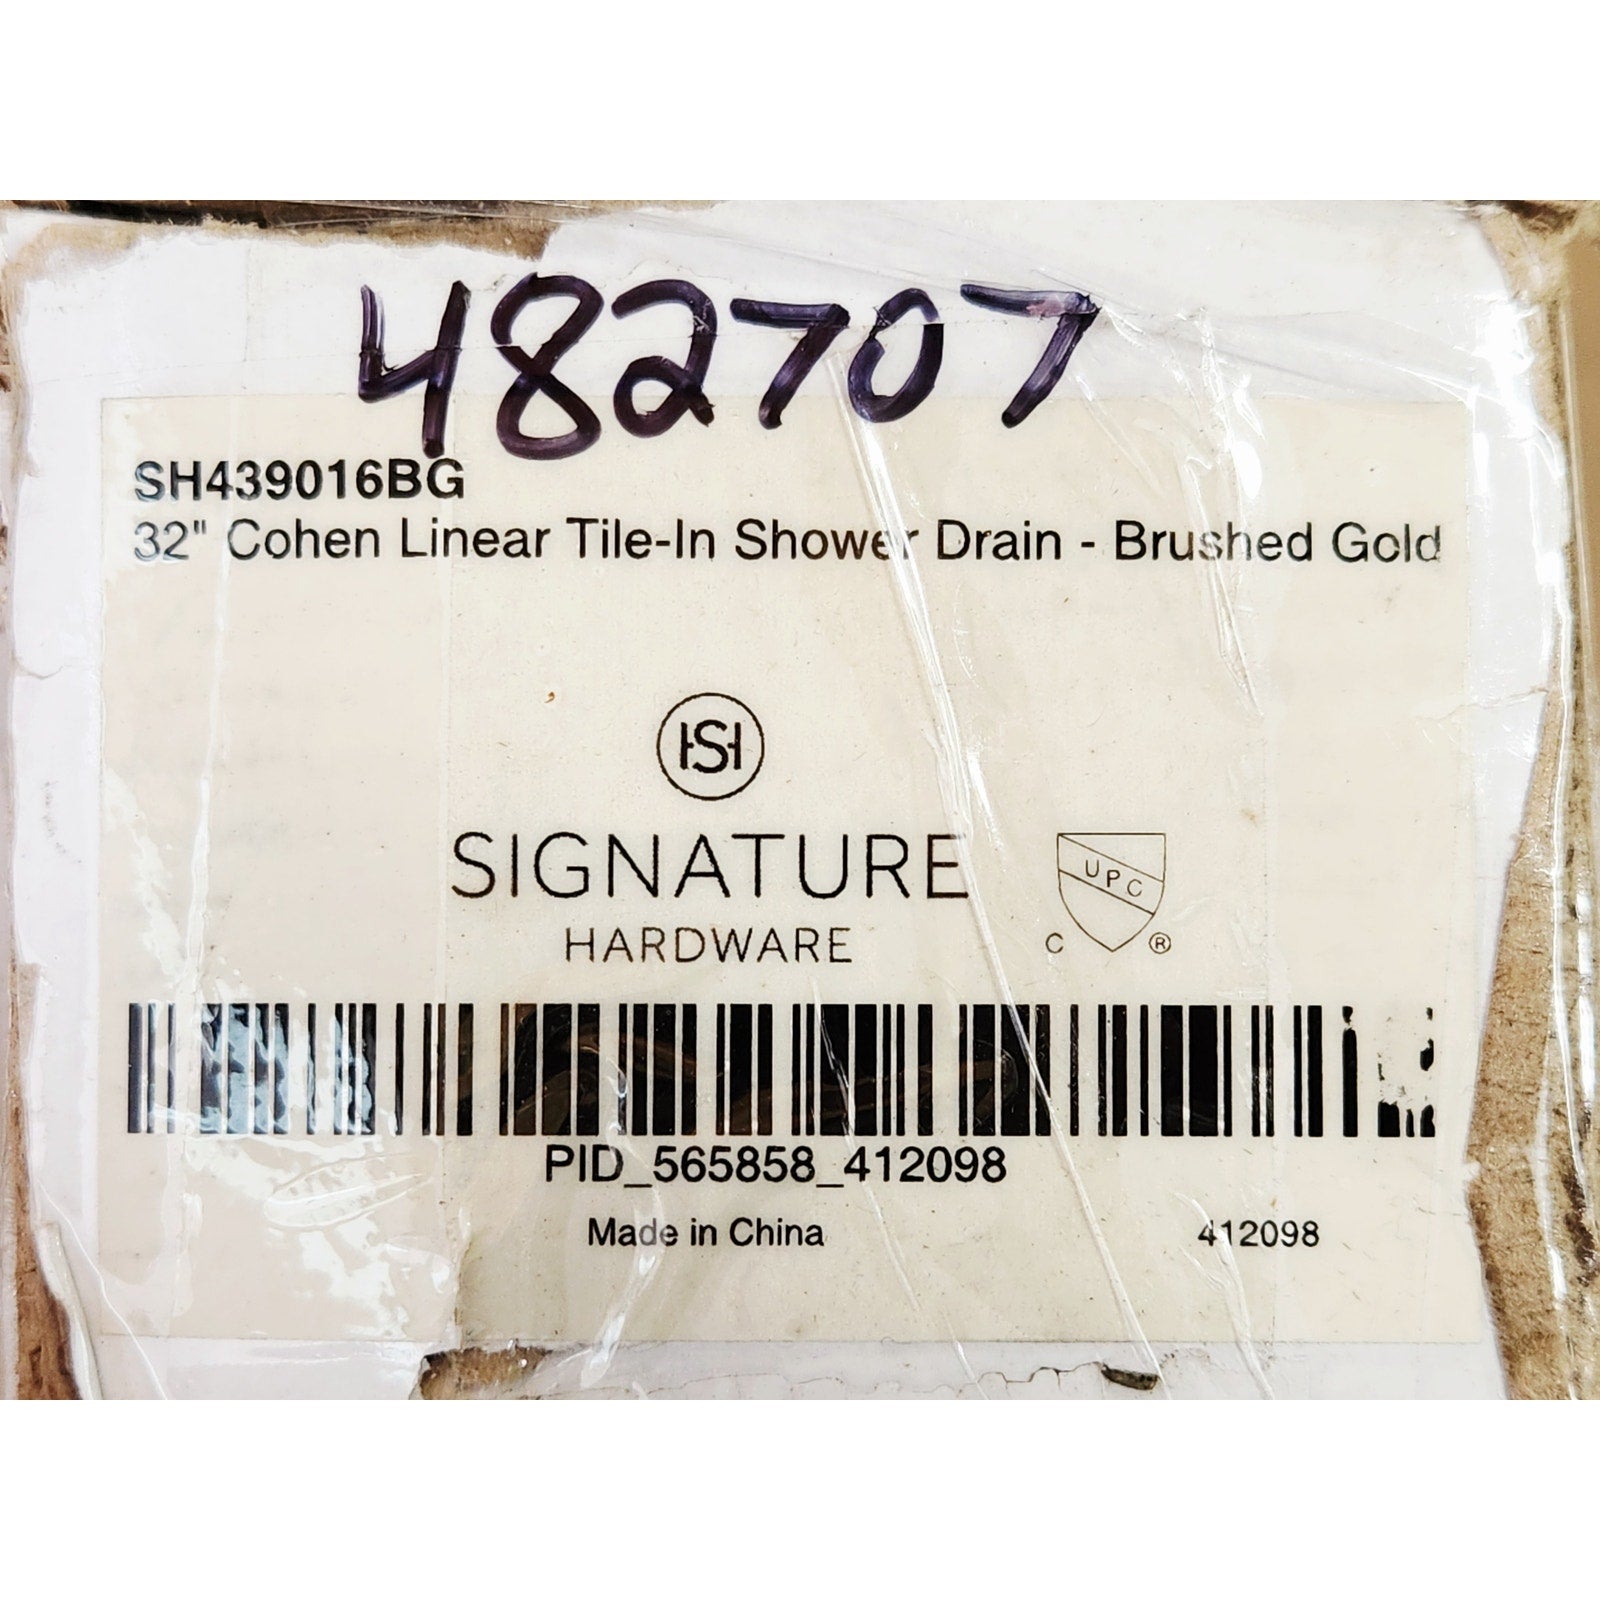 482707
SH439016BG
32" Cohen Linear Tile-In Shower Drain - Brushed Gold
HSH
SIGNATURE
HARDWARE
UPC
C ®
PID_565858_412098
Made in China 412098